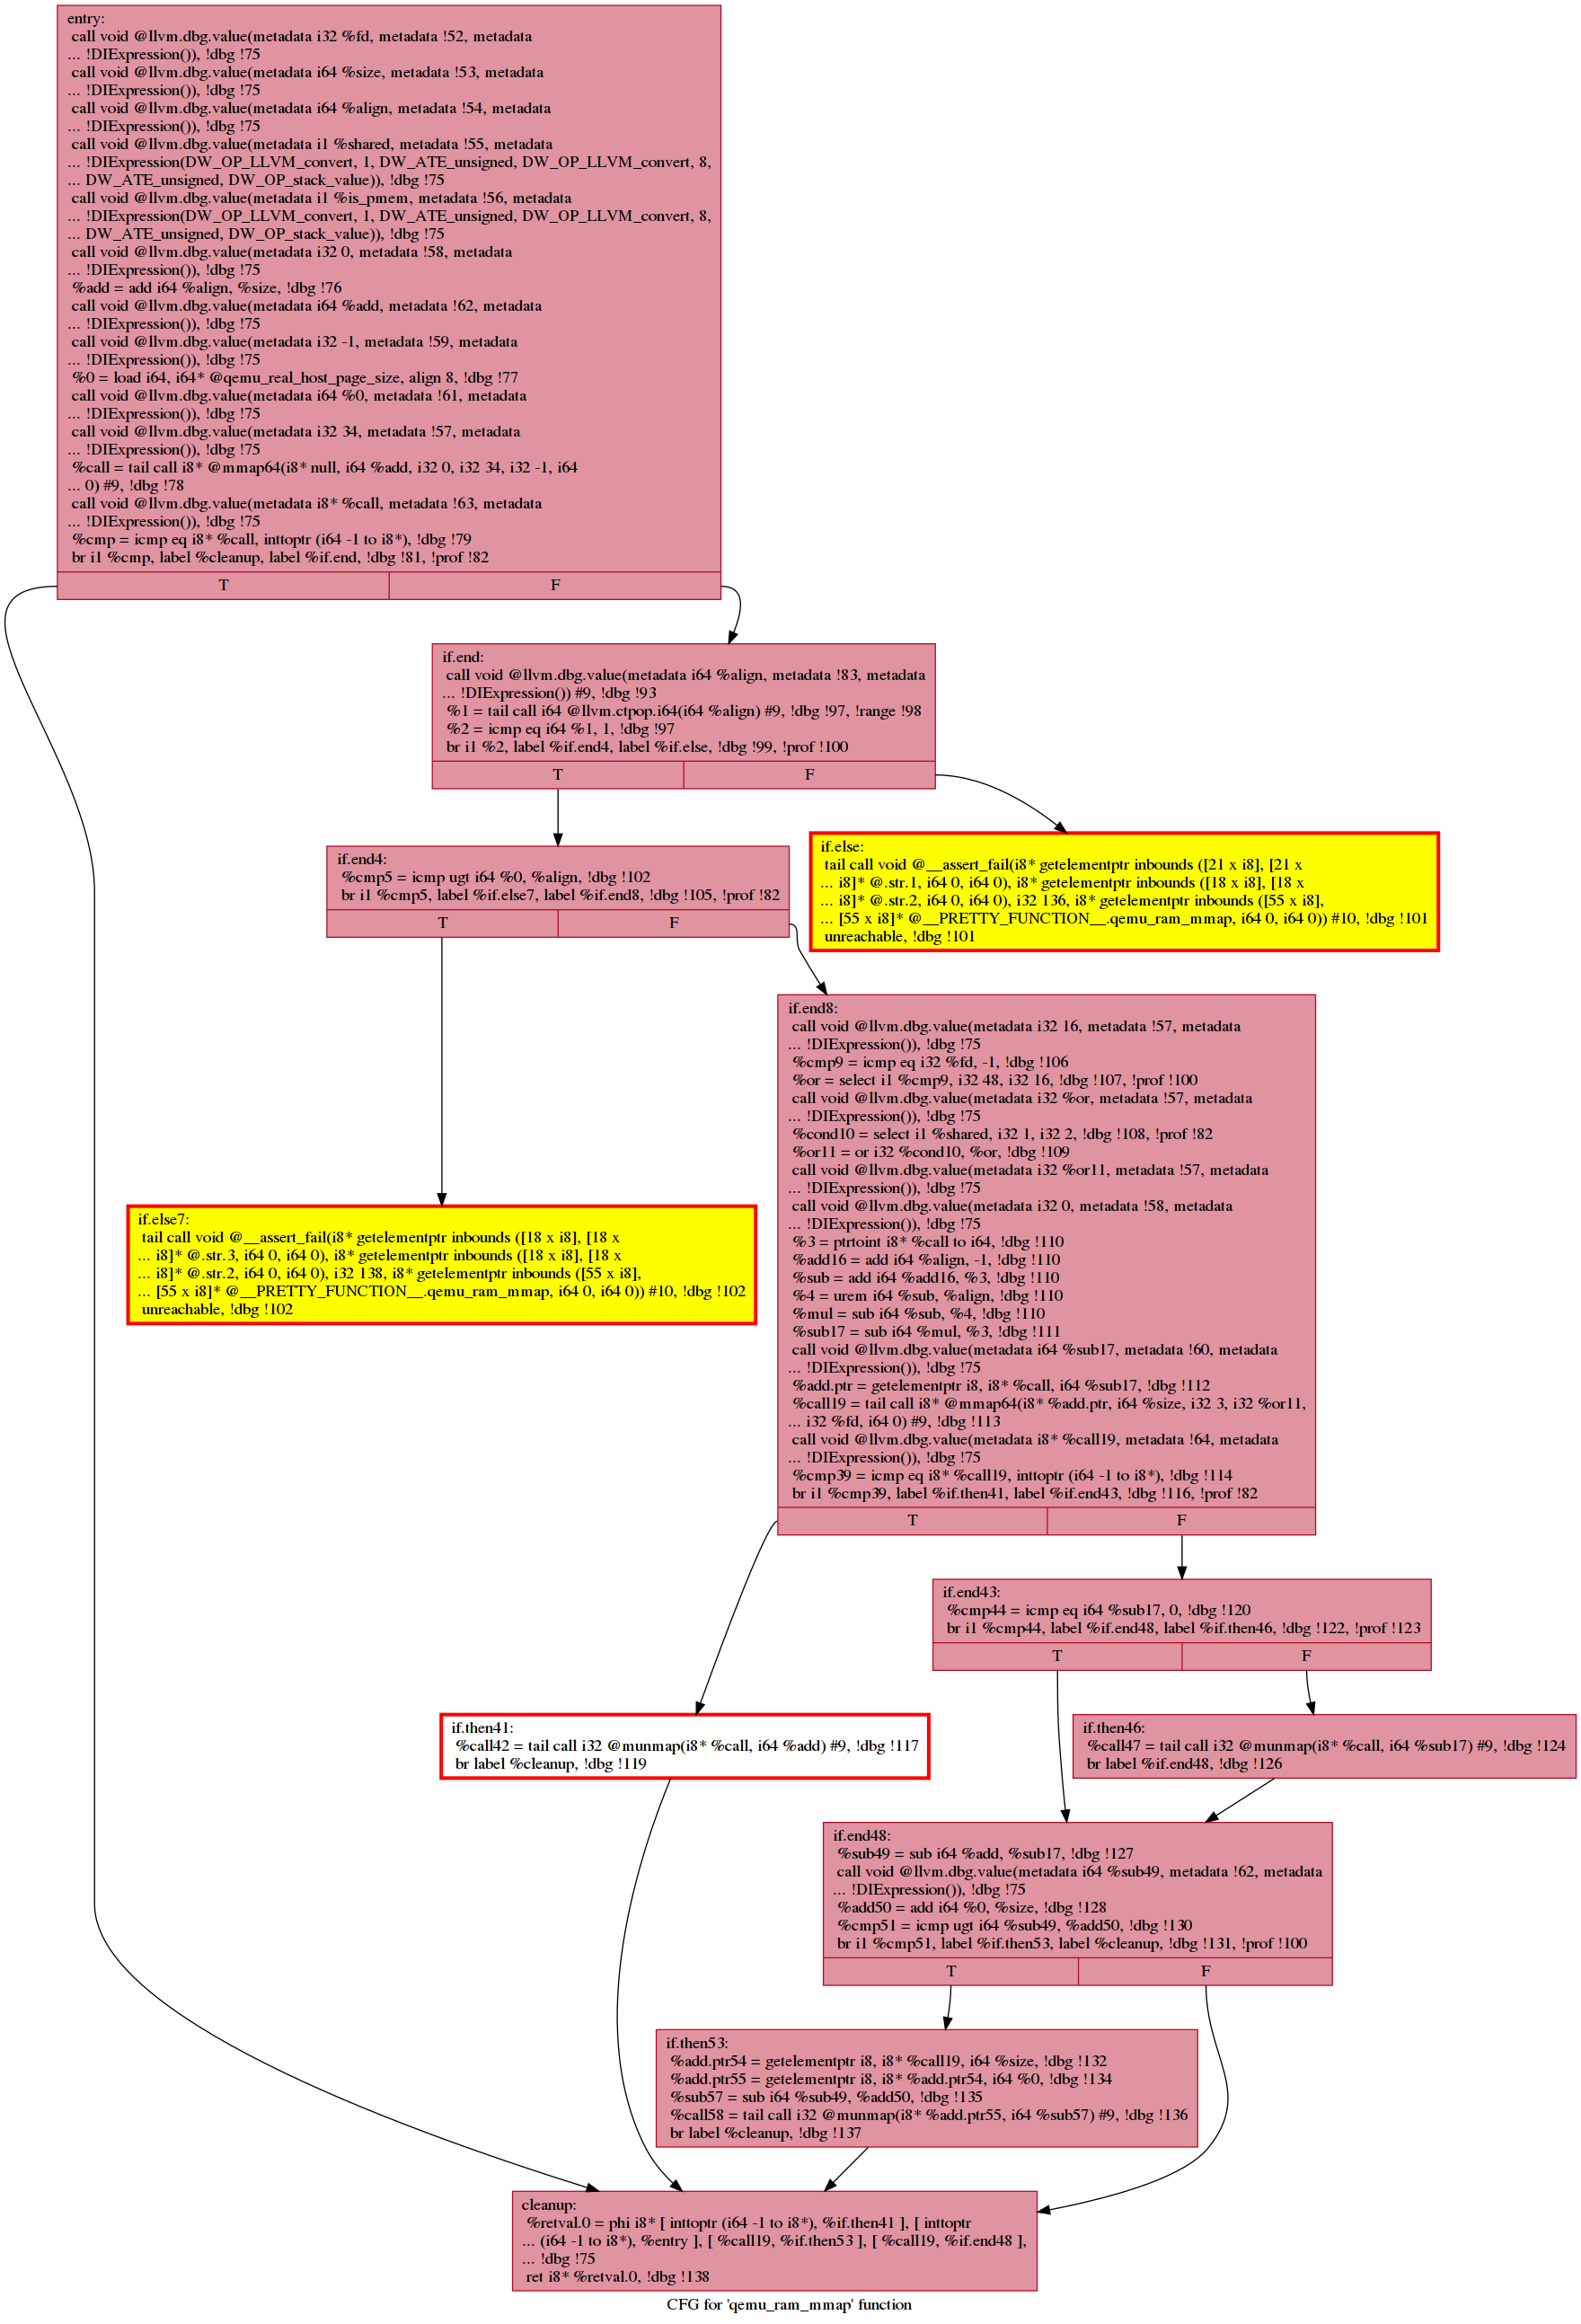 entry:
call void @llvm.dbg.value(metadata i32 %fd, metadata !52, metadata
... !DIExpression()), !dbg !75
call void @llvm.dbg.value(metadata i64 %size, metadata !53, metadata
... !DIExpression()), !dbg !75
call void @llvm.dbg.value(metadata i64 %align, metadata !54, metadata
... !DIExpression()), !dbg !75
call void @llvm.dbg.value(metadata i1 %shared, metadata !55, metadata
... !DIExpression(DW_OP_LLVM_convert, 1, DW_ATE_unsigned, DW_OP_LLVM_convert, 8,
... DW_ATE_unsigned, DW_OP_stack_value)), !dbg !75
call void @llvm.dbg.value(metadata i1 %is_pmem, metadata !56, metadata
... !DIExpression(DW_OP_LLVM_convert, 1, DW_ATE_unsigned, DW_OP_LLVM_convert, 8,
... DW_ATE_unsigned, DW_OP_stack_value)), !dbg !75
call void @llvm.dbg.value(metadata i32 0, metadata !58, metadata
... !DIExpression()), !dbg !75
%add = add i64 %align, %size, !dbg !76
call void @llvm.dbg.value(metadata i64 %add, metadata !62, metadata
... !DIExpression()), !dbg !75
call void @llvm.dbg.value(metadata i32 -1, metadata !59, metadata
... !DIExpression()), !dbg !75
%0 = load i64, i64* @qemu_real_host_page_size, align 8, !dbg !77
call void @llvm.dbg.value(metadata i64 %0, metadata !61, metadata
... !DIExpression()), !dbg !75
call void @llvm.dbg.value(metadata i32 34, metadata !57, metadata
... !DIExpression()), !dbg !75
%call = tail call i8* @mmap64(i8* null, i64 %add, i32 0, i32 34, i32 -1, i64
... 0) #9, !dbg !78
call void @llvm.dbg.value(metadata i8* %call, metadata !63, metadata
... !DIExpression()), !dbg !75
%cmp = icmp eq i8* %call, inttoptr (i64 -1 to i8*), !dbg !79
br i1 %cmp, label %cleanup, label %if.end, !dbg !81, !prof !82
T F
if.end:
call void @llvm.dbg.value(metadata i64 %align, metadata !83, metadata
... !DIExpression()) #9, !dbg !93
%1 = tail call i64 @llvm.ctpop.i64(i64 %align) #9, !dbg !97, !range !98
%2 = icmp eq i64 %1, 1, !dbg !97
br i1 %2, label %if.end4, label %if.else, !dbg !99, !prof !100
T F
if.end4:
%cmp5 = icmp ugt i64 %0, %align, !dbg !102
br i1 %cmp5, label %if.else7, label %if.end8, !dbg !105, !prof !82
T F
if.else:
tail call void @__assert_fail(i8* getelementptr inbounds ([21 x i8], [21 x
... i8]* @.str.1, i64 0, i64 0), i8* getelementptr inbounds ([18 x i8], [18 x
... i8]* @.str.2, i64 0, i64 0), i32 136, i8* getelementptr inbounds ([55 x i8],
... [55 x i8]* @__PRETTY_FUNCTION__.qemu_ram_mmap, i64 0, i64 0)) #10, !dbg !101
unreachable, !dbg !101
if.end8:
call void @llvm.dbg.value(metadata i32 16, metadata !57, metadata
... !DIExpression()), !dbg !75
%cmp9 = icmp eq i32 %fd, -1, !dbg !106
%or = select i1 %cmp9, i32 48, i32 16, !dbg !107, !prof !100
call void @llvm.dbg.value(metadata i32 %or, metadata !57, metadata
... !DIExpression()), !dbg !75
%cond10 = select i1 %shared, i32 1, i32 2, !dbg !108, !prof !82
%or11 = or i32 %cond10, %or, !dbg !109
call void @llvm.dbg.value(metadata i32 %or11, metadata !57, metadata
... !DIExpression()), !dbg !75
call void @llvm.dbg.value(metadata i32 0, metadata !58, metadata
... !DIExpression()), !dbg !75
%3 = ptrtoint i8* %call to i64, !dbg !110
%add16 = add i64 %align, -1, !dbg !110
%sub = add i64 %add16, %3, !dbg !110
%4 = urem i64 %sub, %align, !dbg !110
%mul = sub i64 %sub, %4, !dbg !110
%sub17 = sub i64 %mul, %3, !dbg !111
call void @llvm.dbg.value(metadata i64 %sub17, metadata !60, metadata
... !DIExpression()), !dbg !75
%add.ptr = getelementptr i8, i8* %call, i64 %sub17, !dbg !112
%call19 = tail call i8* @mmap64(i8* %add.ptr, i64 %size, i32 3, i32 %or11,
... i32 %fd, i64 0) #9, !dbg !113
call void @llvm.dbg.value(metadata i8* %call19, metadata !64, metadata
... !DIExpression()), !dbg !75
%cmp39 = icmp eq i8* %call19, inttoptr (i64 -1 to i8*), !dbg !114
br i1 %cmp39, label %if.then41, label %if.end43, !dbg !116, !prof !82
T F
if.else7:
tail call void @__assert_fail(i8* getelementptr inbounds ([18 x i8], [18 x
... i8]* @.str.3, i64 0, i64 0), i8* getelementptr inbounds ([18 x i8], [18 x
... i8]* @.str.2, i64 0, i64 0), i32 138, i8* getelementptr inbounds ([55 x i8],
... [55 x i8]* @__PRETTY_FUNCTION__.qemu_ram_mmap, i64 0, i64 0)) #10, !dbg !102
unreachable, !dbg !102
if.end43:
%cmp44 = icmp eq i64 %sub17, 0, !dbg !120
br i1 %cmp44, label %if.end48, label %if.then46, !dbg !122, !prof !123
T F
if.then41:
%call42 = tail call i32 @munmap(i8* %call, i64 %add) #9, !dbg !117
br label %cleanup, !dbg !119
if.then46:
%call47 = tail call i32 @munmap(i8* %call, i64 %sub17) #9, !dbg !124
br label %if.end48, !dbg !126
if.end48:
%sub49 = sub i64 %add, %sub17, !dbg !127
call void @llvm.dbg.value(metadata i64 %sub49, metadata !62, metadata
... !DIExpression()), !dbg !75
%add50 = add i64 %0, %size, !dbg !128
%cmp51 = icmp ugt i64 %sub49, %add50, !dbg !130
br i1 %cmp51, label %if.then53, label %cleanup, !dbg !131, !prof !100
T F
if.then53:
%add.ptr54 = getelementptr i8, i8* %call19, i64 %size, !dbg !132
%add.ptr55 = getelementptr i8, i8* %add.ptr54, i64 %0, !dbg !134
%sub57 = sub i64 %sub49, %add50, !dbg !135
%call58 = tail call i32 @munmap(i8* %add.ptr55, i64 %sub57) #9, !dbg !136
br label %cleanup, !dbg !137
cleanup:
%retval.0 = phi i8* [ inttoptr (i64 -1 to i8*), %if.then41 ], [ inttoptr
... (i64 -1 to i8*), %entry ], [ %call19, %if.then53 ], [ %call19, %if.end48 ],
... !dbg !75
ret i8* %retval.0, !dbg !138
CFG for 'qemu_ram_mmap' function